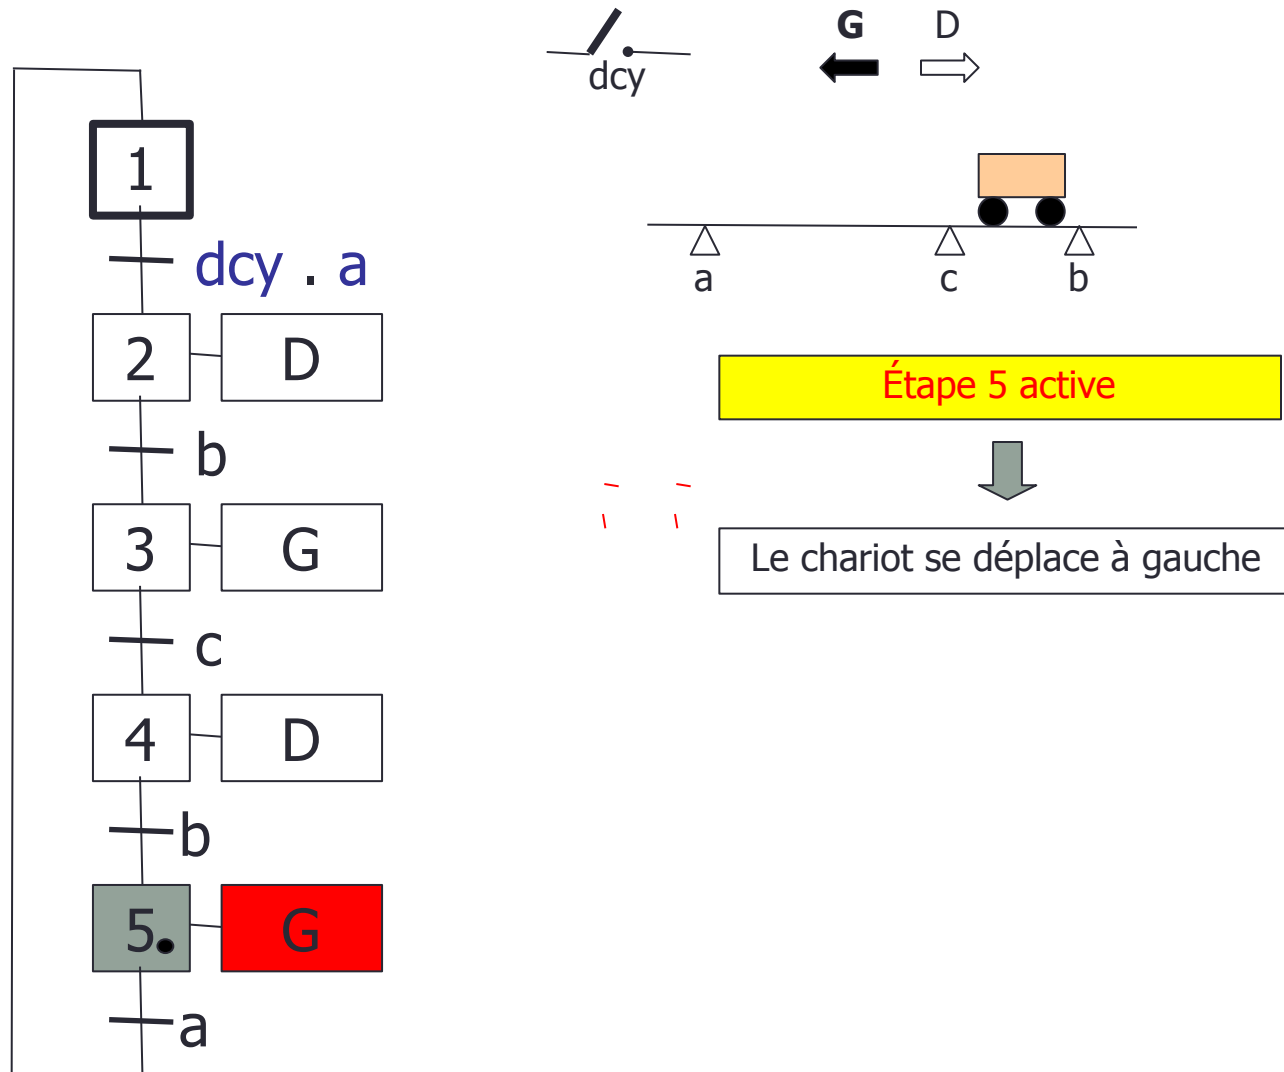 G D
dcy
1
dcy . a
2 D
b
3 G
c
4 D
b
5 G
a
a c b
Étape 5 active
Le chariot se déplace à gauche